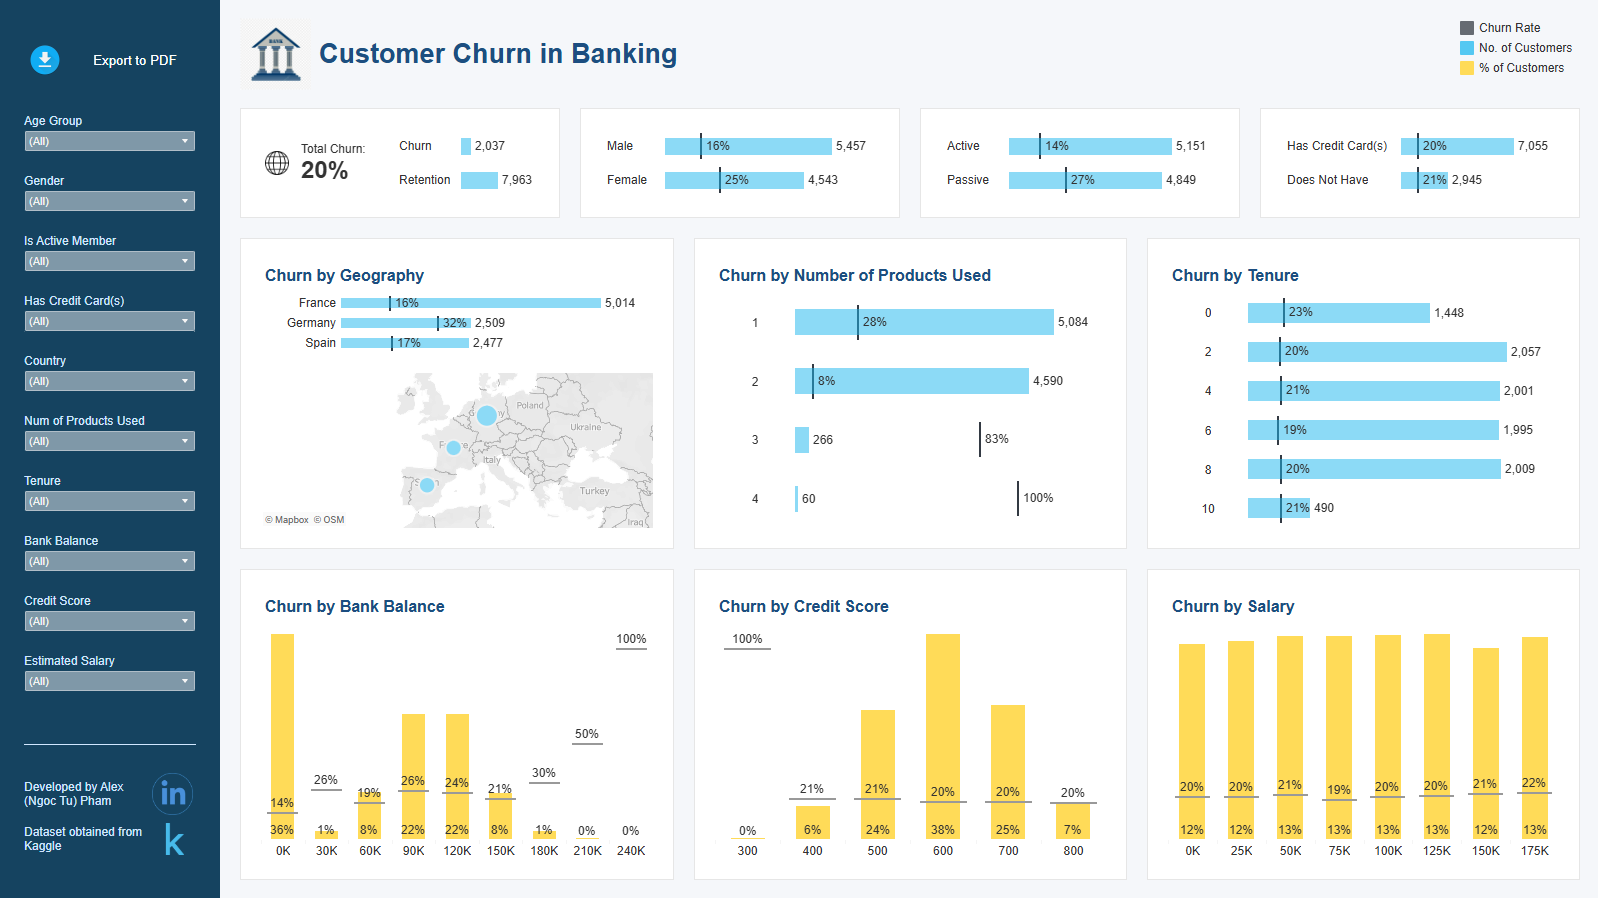 Export to PDF
Age Group
(All)
Gender
(All)
Is Active Member
(All)
Has Credit Card(s)
(All)
Country
(All)
Num of Products Used
(All)
Tenure
(All)
Bank Balance
(All)
Credit Score
(All)
Estimated Salary
(All)
Developed by Alex
(Ngoc Tu) Pham
in
Dataset obtained from
Kaggle
k
BANK
Customer Churn in Banking
Churn Rate
No. of Customers
% of Customers
Total Churn:
20%
Churn 2,037
Retention 7,963
Male 16% 5,457
Female 25% 4,543
Active 14% 5,151
Passive 27% 4,849
Has Credit Card(s) 20% 7,055
Does Not Have 21% 2,945
Churn by Geography
France 16% 5,014
Germany 32% 2,509
Spain 17% 2,477
Poland
Ukraine
Italy
Turkey
Iraq
© Mapbox © OSM
Churn by Number of Products Used
1 28% 5,084
2 8% 4,590
3 266 83%
4 60 100%
Churn by Tenure
0 23% 1,448
2 20% 2,057
4 21% 2,001
6 19% 1,995
8 20% 2,009
10 21% 490
Churn by Bank Balance
14% 26% 19% 26% 24% 21% 30% 50% 100%
36% 1% 8% 22% 22% 8% 1% 0% 0%
0K 30K 60K 90K 120K 150K 180K 210K 240K
Churn by Credit Score
100% 21% 21% 20% 20% 20%
0% 6% 24% 38% 25% 7%
300 400 500 600 700 800
Churn by Salary
20% 20% 21% 19% 20% 20% 21% 22%
12% 12% 13% 13% 13% 13% 12% 13%
0K 25K 50K 75K 100K 125K 150K 175K